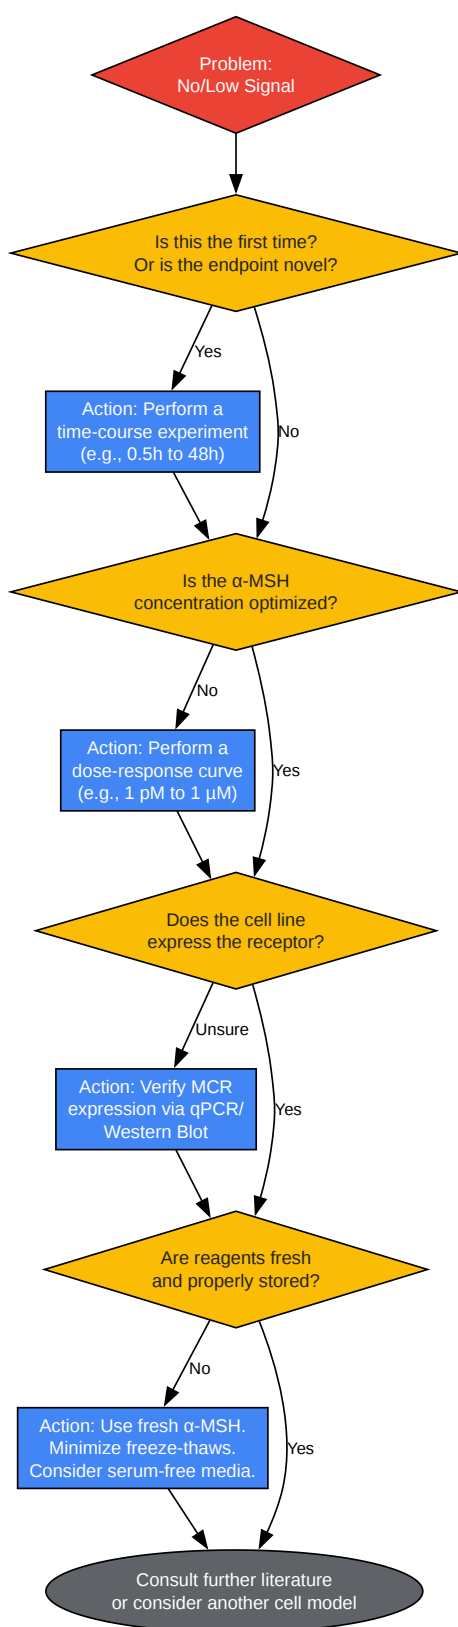 Problem:
No/Low Signal
Is this the first time?
Or is the endpoint novel?
Yes
No
Action: Perform a
time-course experiment
(e.g., 0.5h to 48h)
Is the α-MSH
concentration optimized?
No
Yes
Action: Perform a
dose-response curve
(e.g., 1 pM to 1 µM)
Does the cell line
express the receptor?
Unsure
Yes
Action: Verify MCR
expression via qPCR/
Western Blot
Are reagents fresh
and properly stored?
No
Yes
Action: Use fresh α-MSH.
Minimize freeze-thaws.
Consider serum-free media.
Consult further literature
or consider another cell model